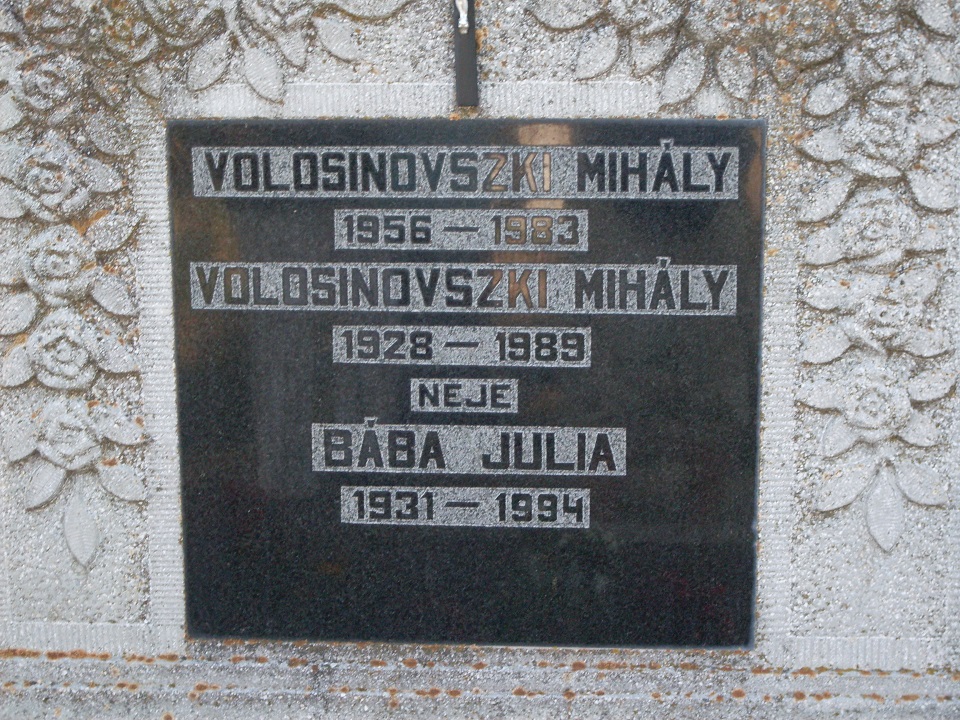 VOLOSINOVSZKI MIHÁLY
1956 — 1983
VOLOSINOVSZKI MIHÁLY
1928 — 1989
NEJE
BÁBA JULIA
1931 — 1994